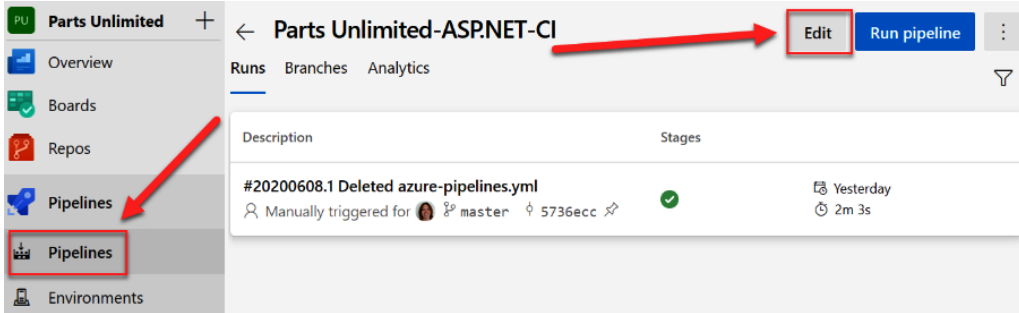 PU Parts Unlimited +
Overview
Boards
Repos
Pipelines
Pipelines
Environments
← Parts Unlimited-ASP.NET-CI
Edit
Run pipeline
Runs Branches Analytics
Description Stages
#20200608.1 Deleted azure-pipelines.yml
Manually triggered for master 5736ecc
Yesterday
2m 3s